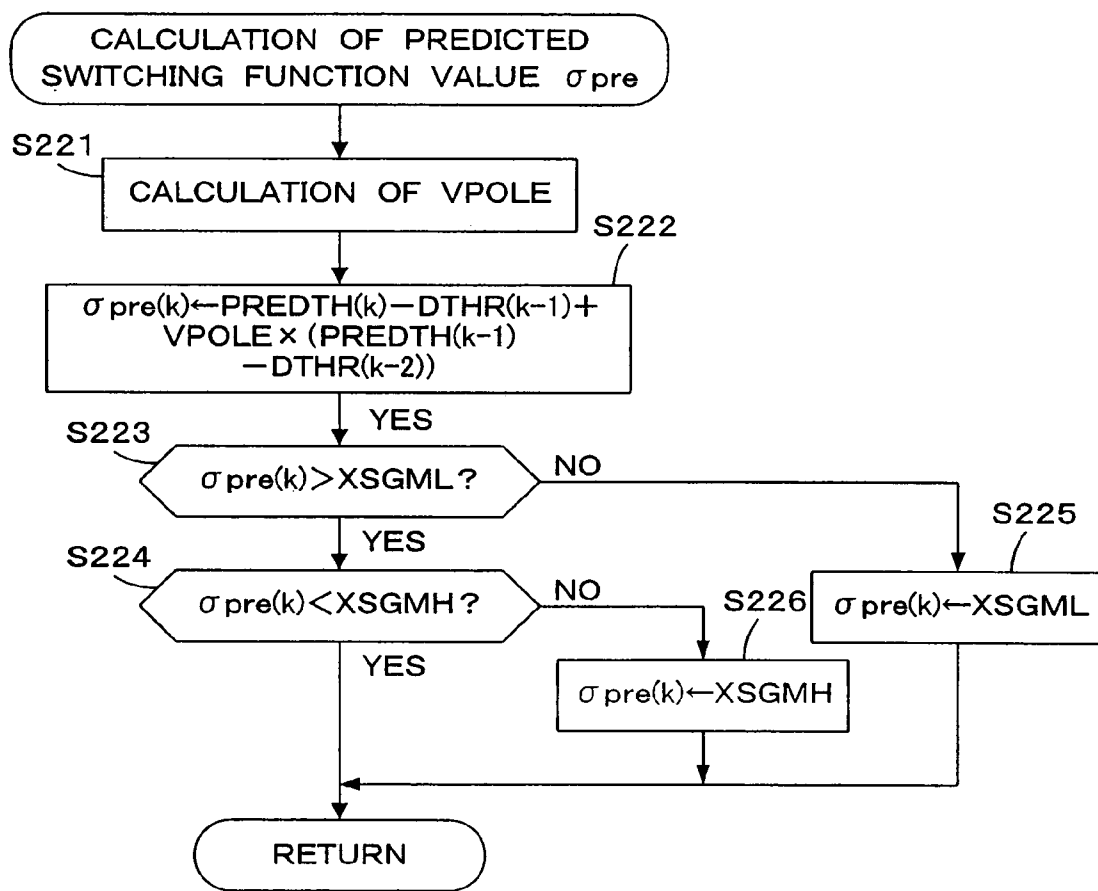 CALCULATION OF PREDICTED
SWITCHING FUNCTION VALUE σpre
S221
CALCULATION OF VPOLE
S222
σpre(k)←PREDTH(k)−DTHR(k-1)+
VPOLE×(PREDTH(k-1)
−DTHR(k-2))
YES
S223
σpre(k)>XSGML?
NO
YES
S225
S224
σpre(k)<XSGMH?
NO
S226
σpre(k)←XSGML
YES
σpre(k)←XSGMH
RETURN